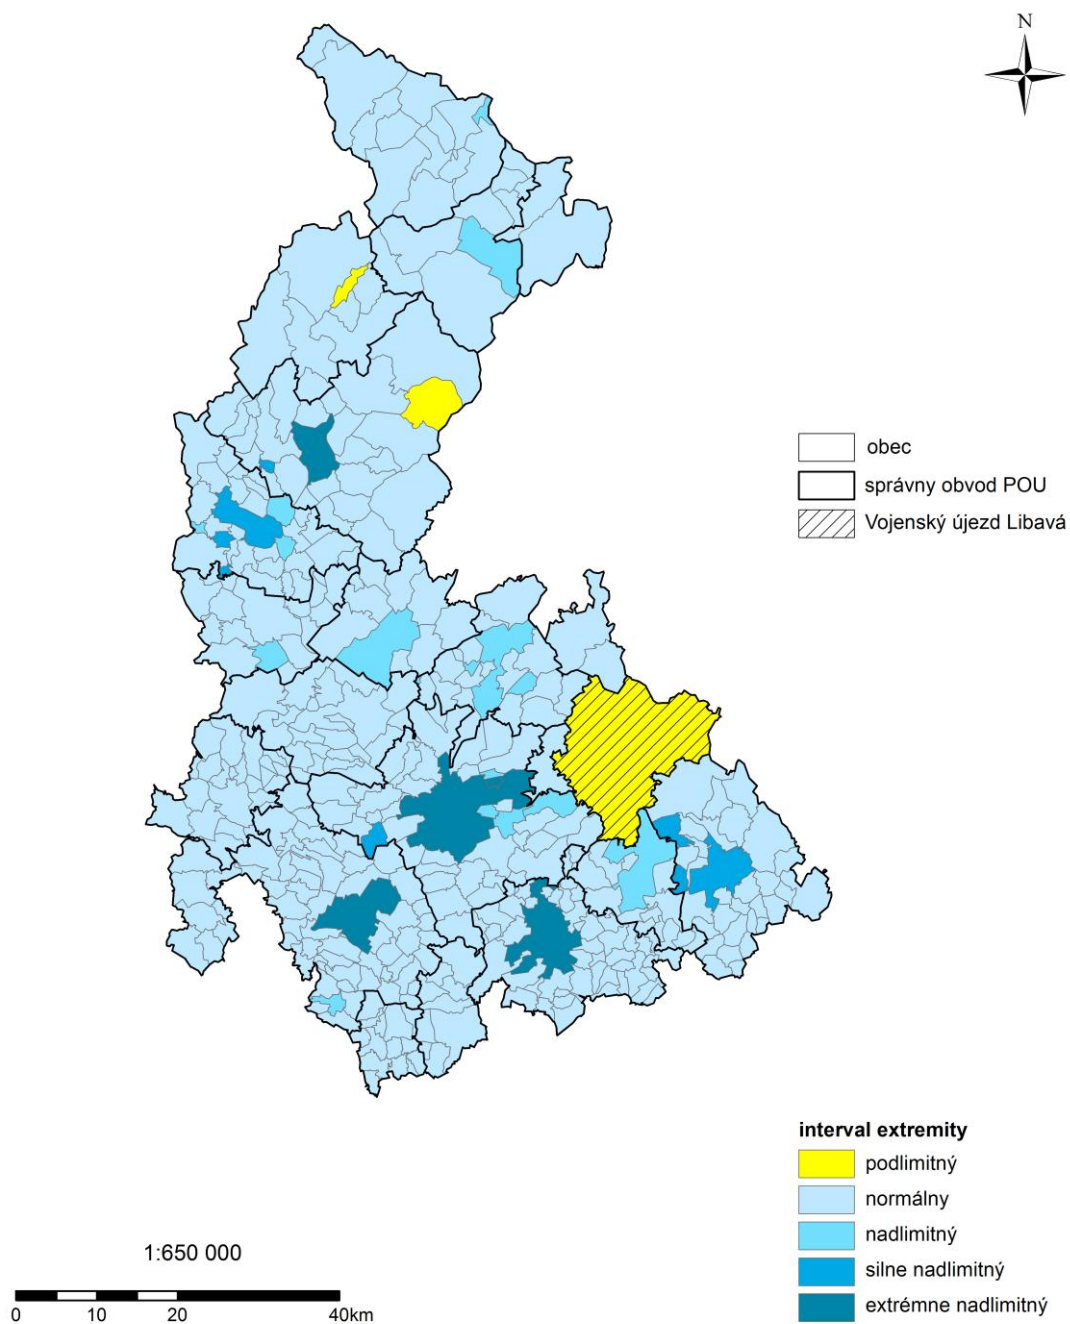 N
obec
správny obvod POU
Vojenský újezd Libavá
interval extremity
podlimitný
normálny
nadlimitný
silne nadlimitný
extrémne nadlimitný
1:650 000
0 10 20 40km